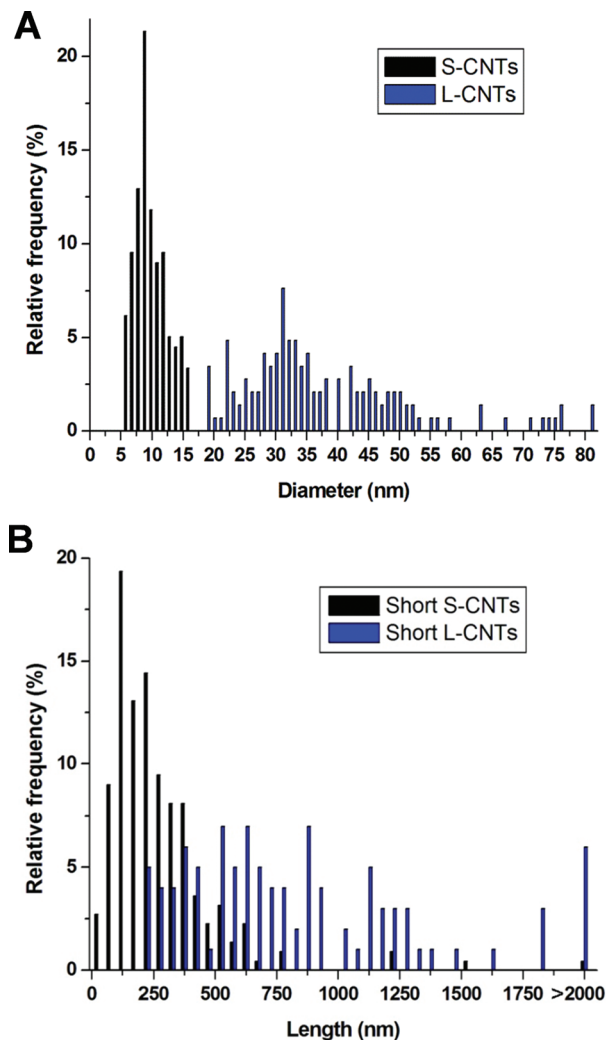 A
Relative frequency (%)
20
15
10
5
0
S-CNTs
L-CNTs
0 5 10 15 20 25 30 35 40 45 50 55 60 65 70 75 80
Diameter (nm)
B
Relative frequency (%)
20
15
10
5
0
Short S-CNTs
Short L-CNTs
0 250 500 750 1000 1250 1500 1750 >2000
Length (nm)